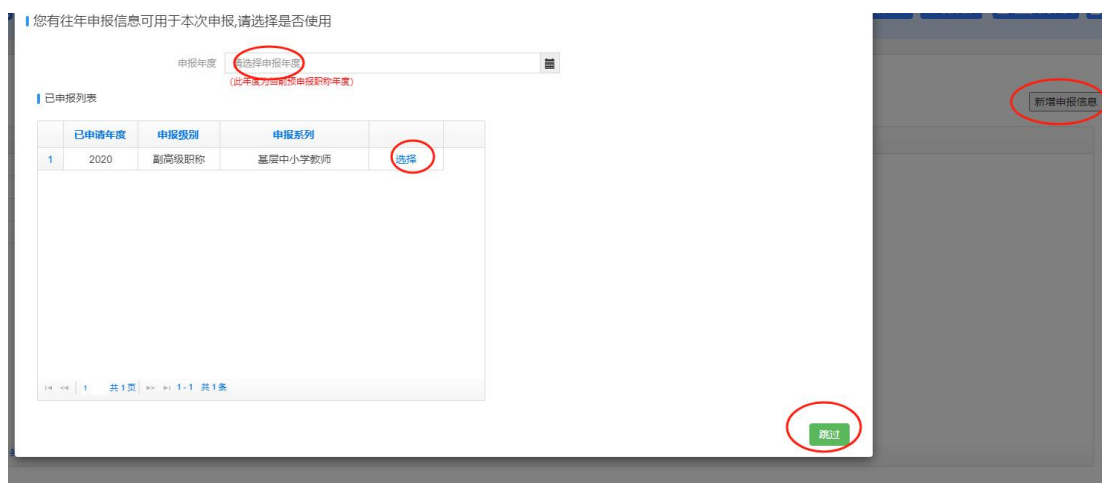 您有往年申报信息可用于本次申报,请选择是否使用
申报年度 请选择申报年度
(此年度为当前预申报职称年度)
已申报列表
新增申报信息
已申请年度 申报级别 申报系列
1 2020 副高级职称 基层中小学教师 选择
1 共1页 1-1 共1条
跳过